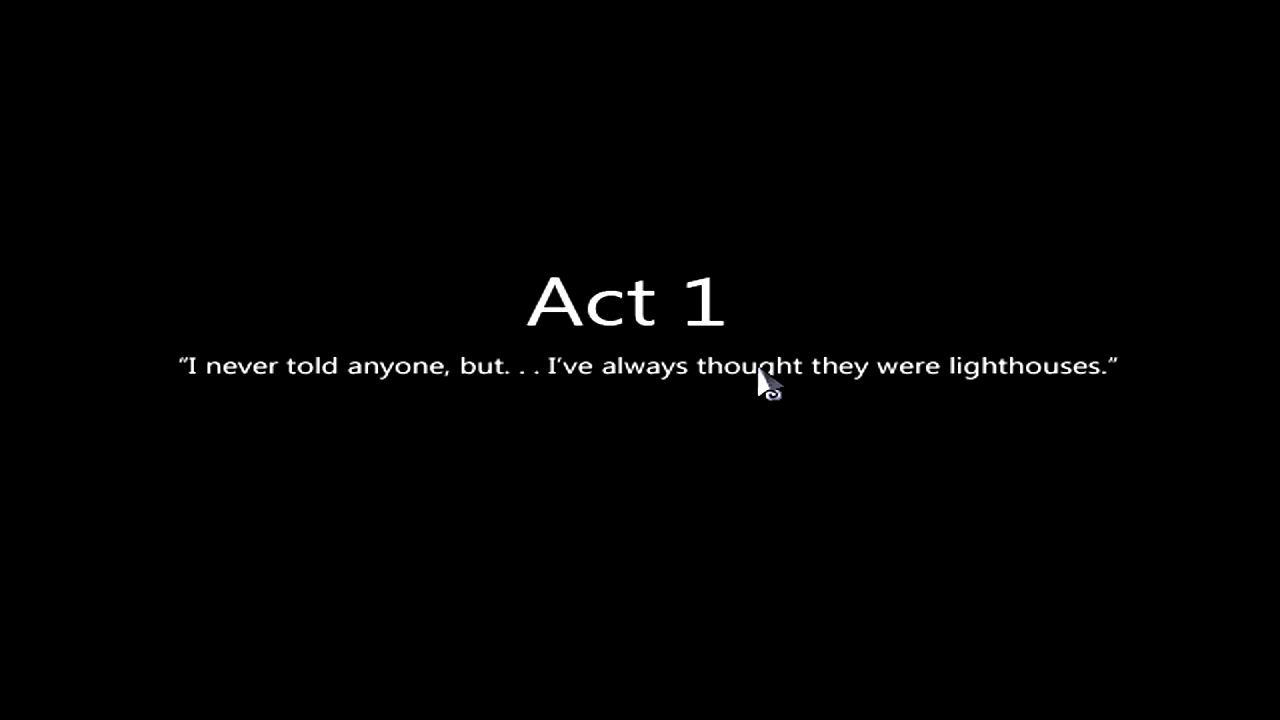 Act 1
“I never told anyone, but. . . I’ve always thought they were lighthouses.”